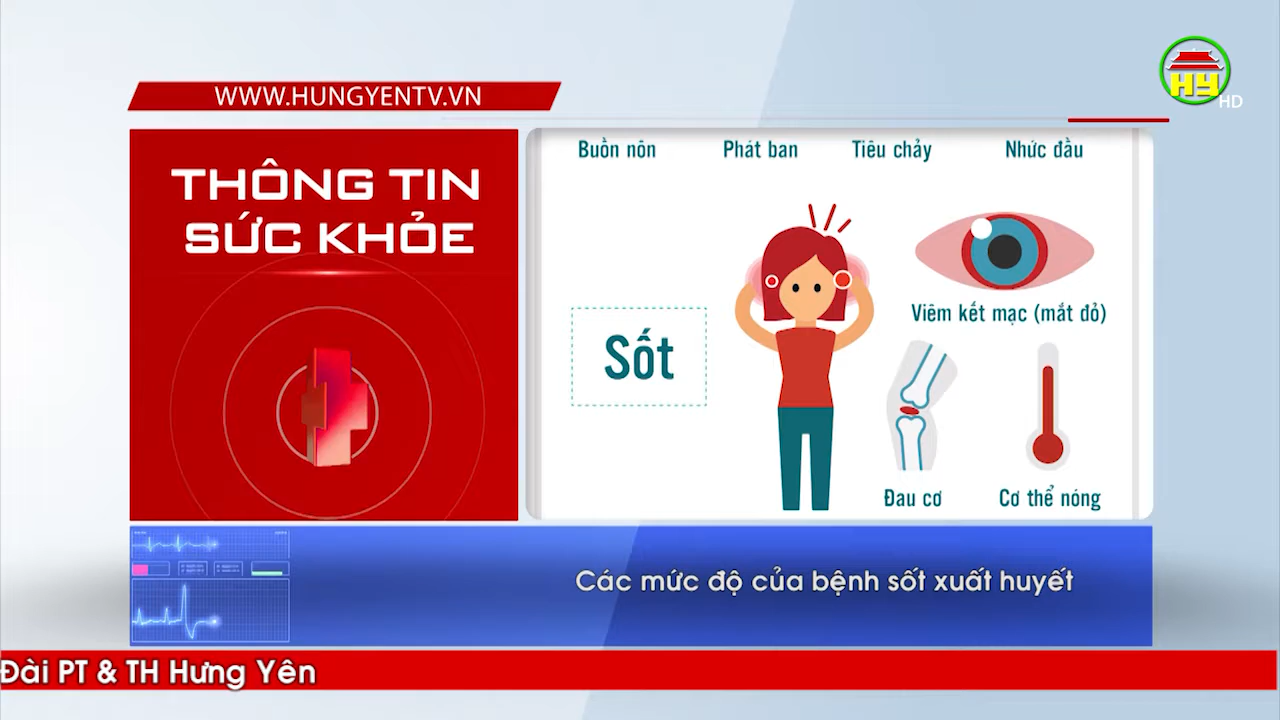 WWW.HUNGYENTV.VN
HY
HD
THÔNG TIN
SỨC KHỎE
Buồn nôn
Phát ban
Tiêu chảy
Nhức đầu
Viêm kết mạc (mắt đỏ)
Sốt
Đau cơ
Cơ thể nóng
Các mức độ của bệnh sốt xuất huyết
Đài PT & TH Hưng Yên